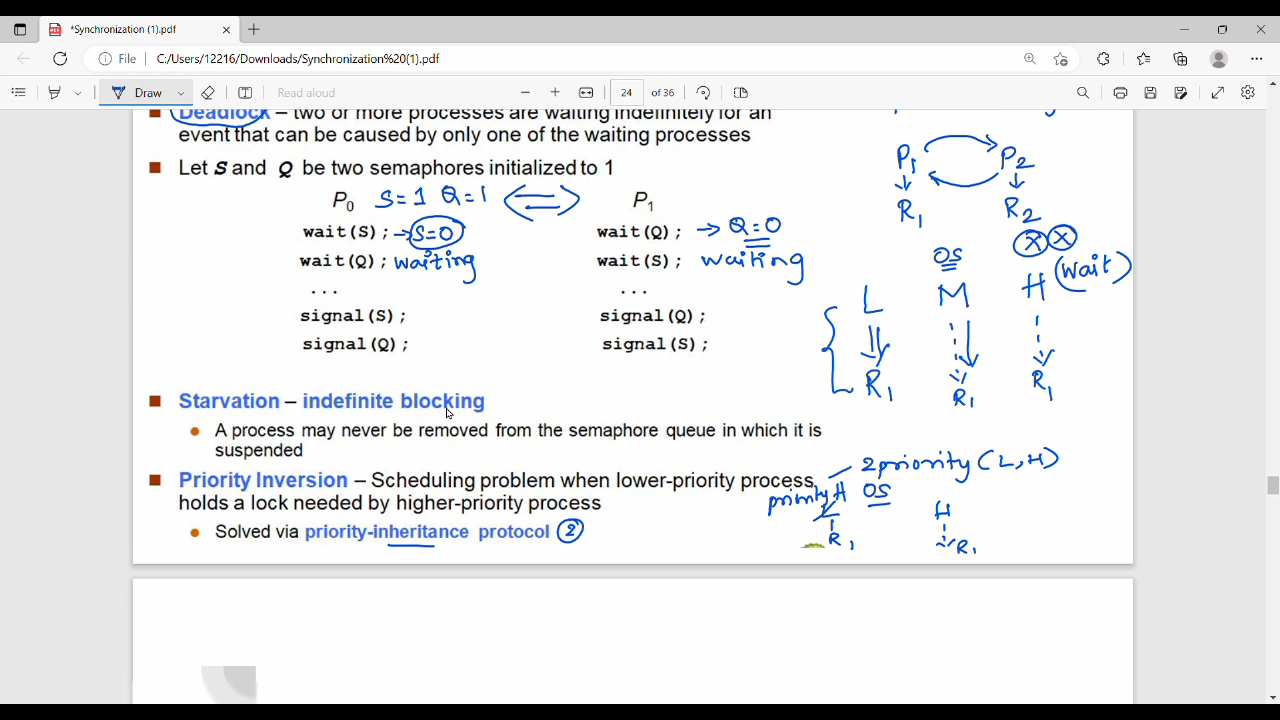 *Synchronization (1).pdf
File C:/Users/12216/Downloads/Synchronization%20(1).pdf
Draw Read aloud 24 of 36
Deadlock – two or more processes are waiting indefinitely for an
event that can be caused by only one of the waiting processes
Let S and Q be two semaphores initialized to 1
P0 S=1 Q=1 P1
wait(S); → S=0 wait(Q); → Q=0
wait(Q); waiting wait(S); waiting
... ...
signal(S); signal(Q);
signal(Q); signal(S);
P1 P2
R1 R2
X X
OS (wait)
L M H
R1 R1 R1
Starvation – indefinite blocking
A process may never be removed from the semaphore queue in which it is
suspended
Priority Inversion – Scheduling problem when lower-priority process
holds a lock needed by higher-priority process
Solved via priority-inheritance protocol 2
2 priority (L, H)
priority H OS
L H
R1 R1